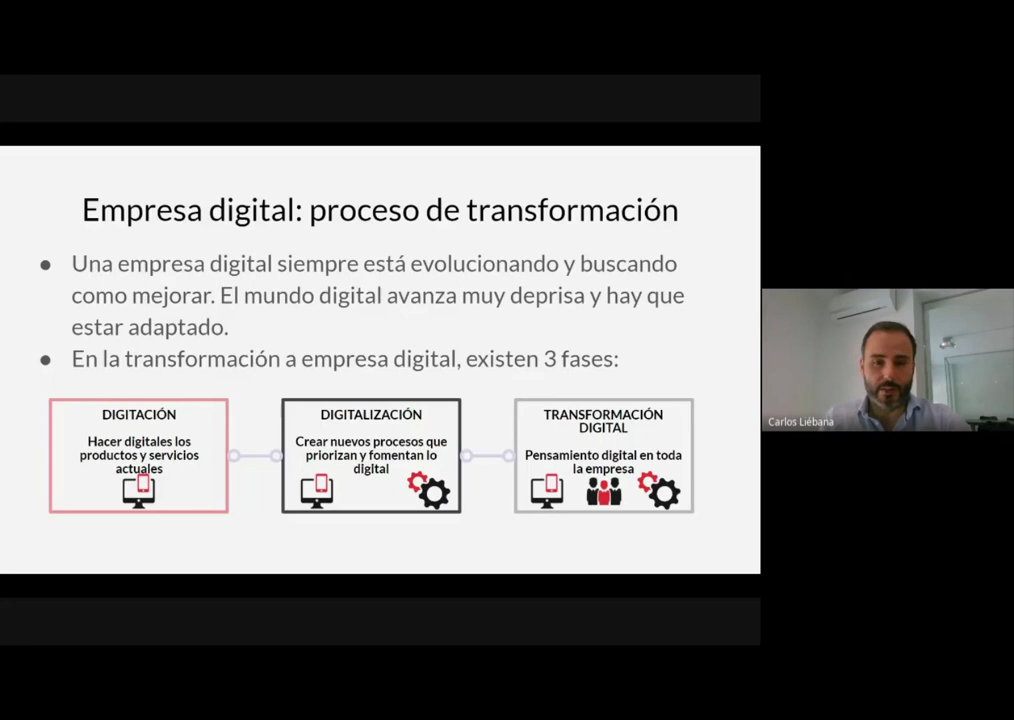 Empresa digital: proceso de transformación
● Una empresa digital siempre está evolucionando y buscando
como mejorar. El mundo digital avanza muy deprisa y hay que
estar adaptado.
● En la transformación a empresa digital, existen 3 fases:
DIGITACIÓN
Hacer digitales los
productos y servicios
actuales
DIGITALIZACIÓN
Crear nuevos procesos que
priorizan y fomentan lo
digital
TRANSFORMACIÓN
DIGITAL
Pensamiento digital en toda
la empresa
Carlos Liébana